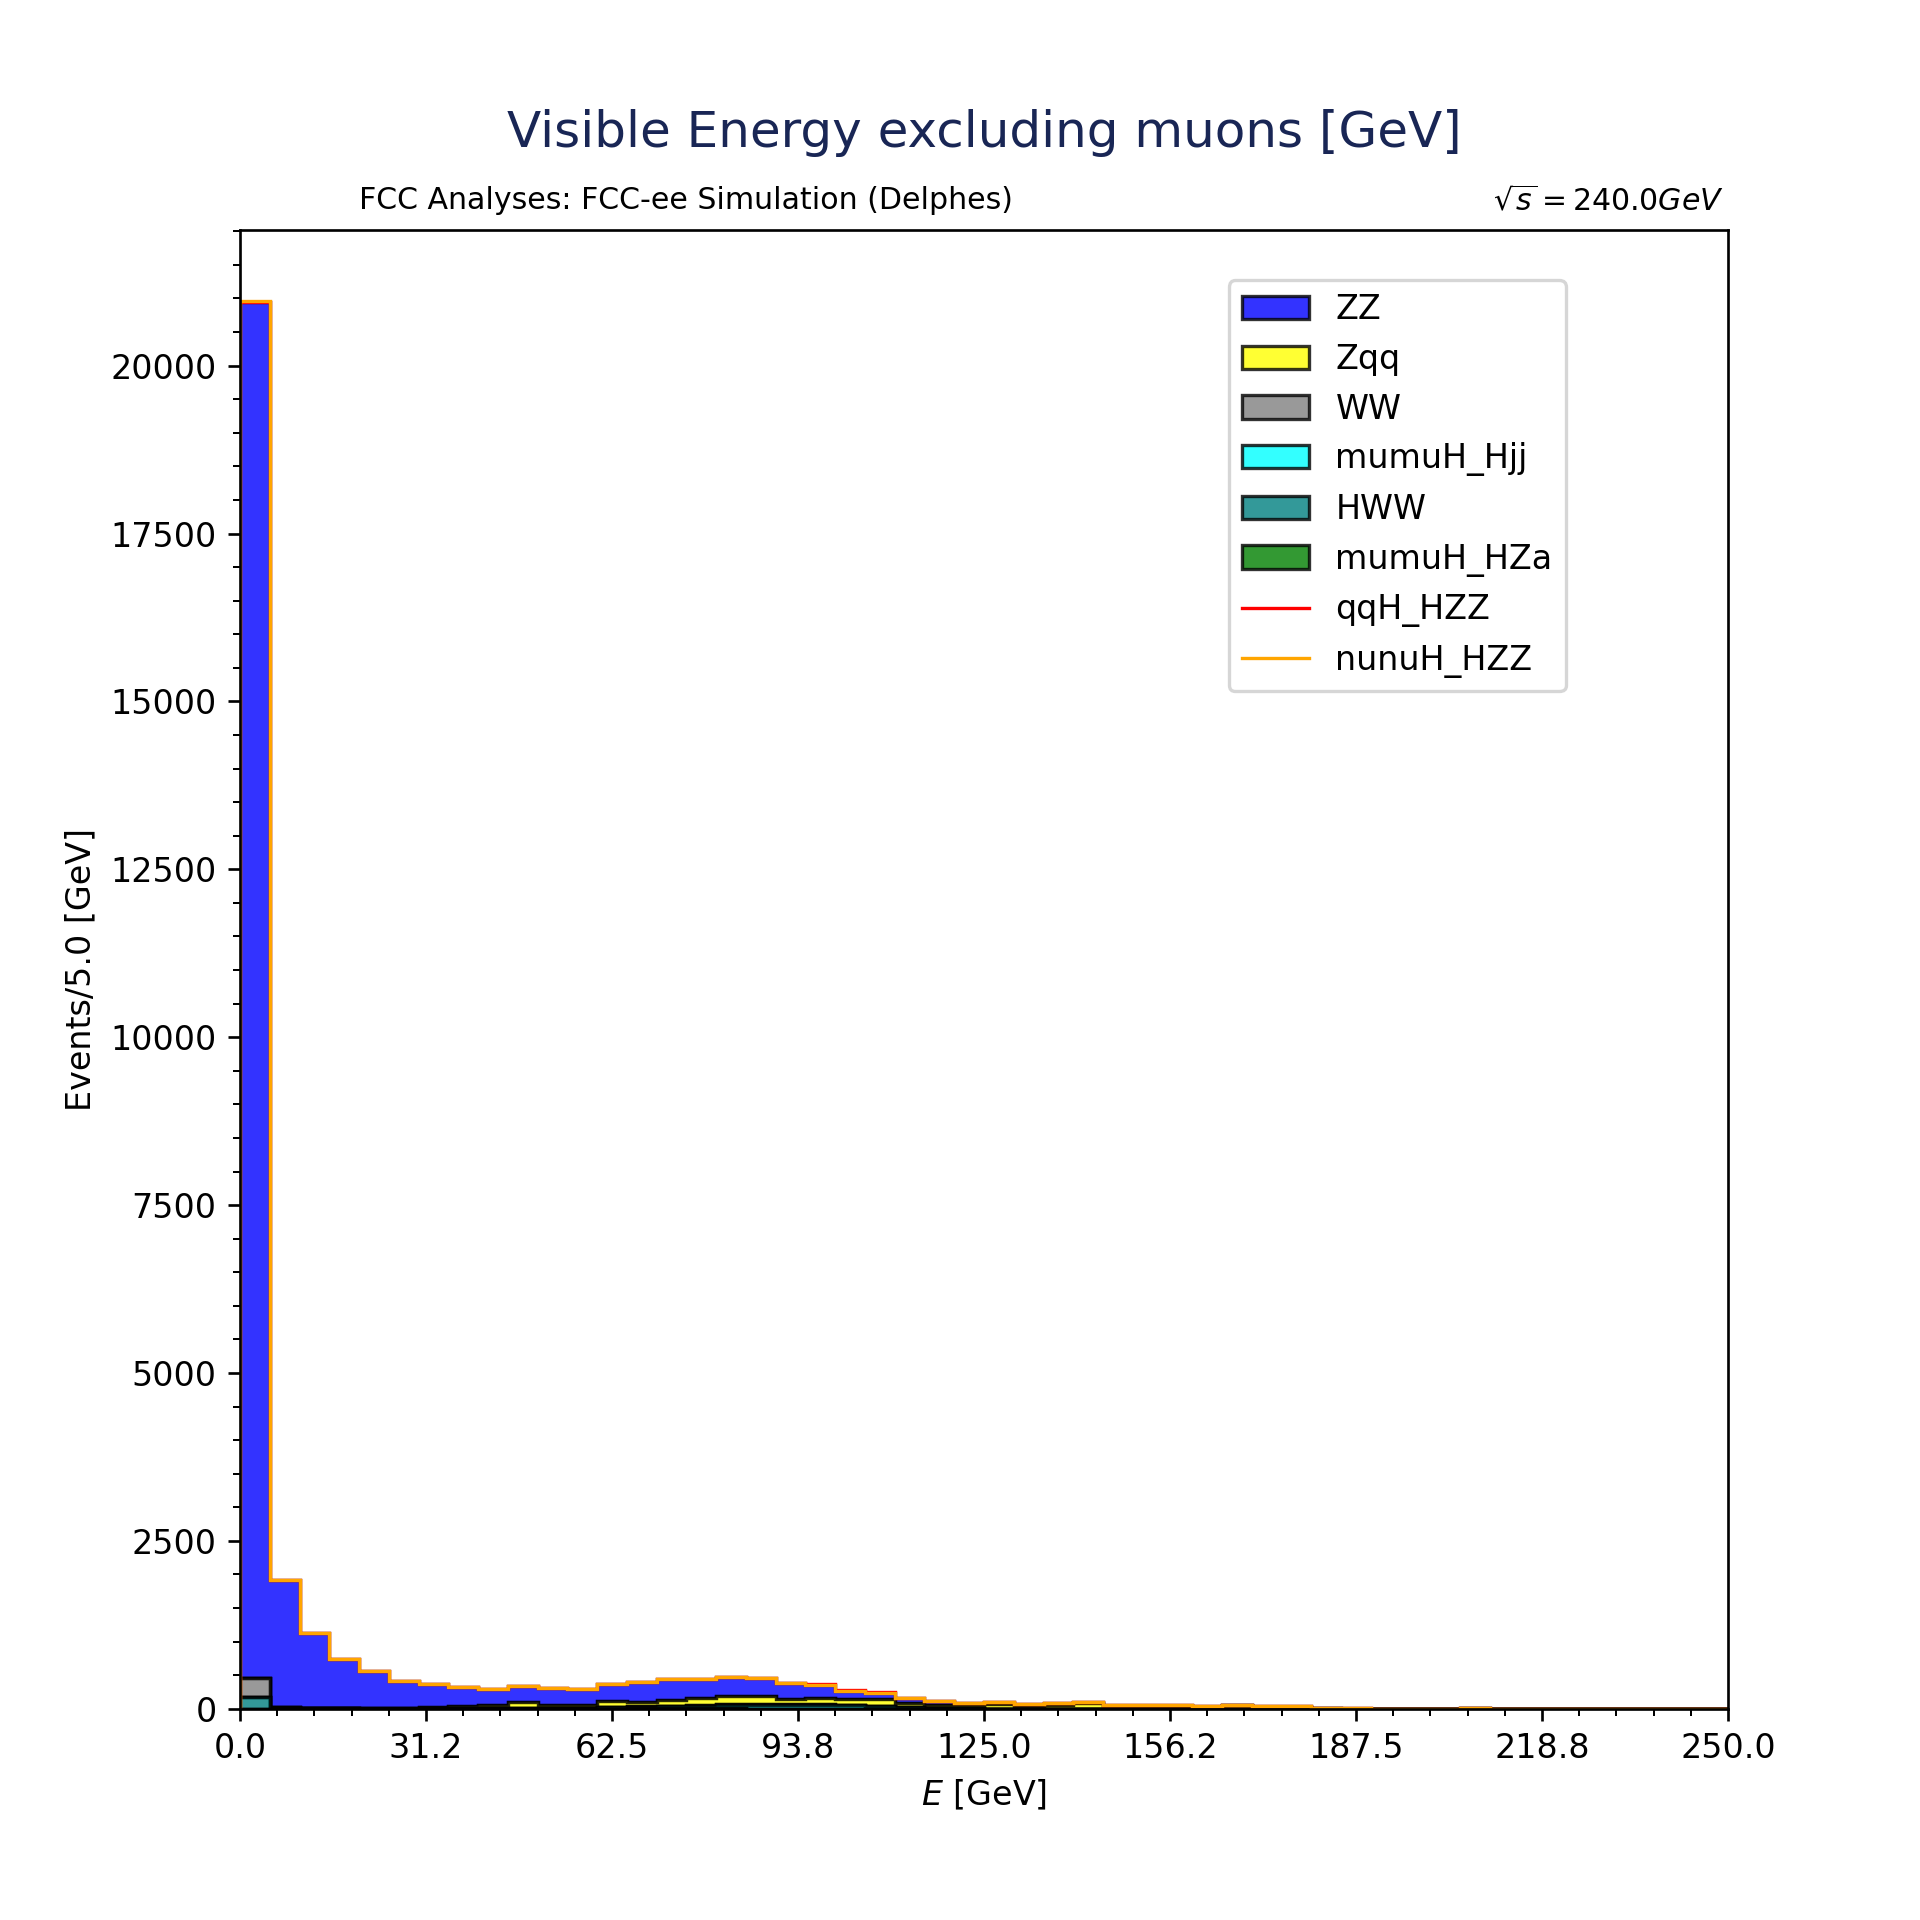 Visible Energy excluding muons [GeV]
FCC Analyses: FCC-ee Simulation (Delphes)
√s = 240.0GeV
ZZ
Zqq
WW
mumuH_Hjj
HWW
mumuH_HZa
qqH_HZZ
nunuH_HZZ
Events/5.0 [GeV]
20000
17500
15000
12500
10000
7500
5000
2500
0
0.0 31.2 62.5 93.8 125.0 156.2 187.5 218.8 250.0
E [GeV]